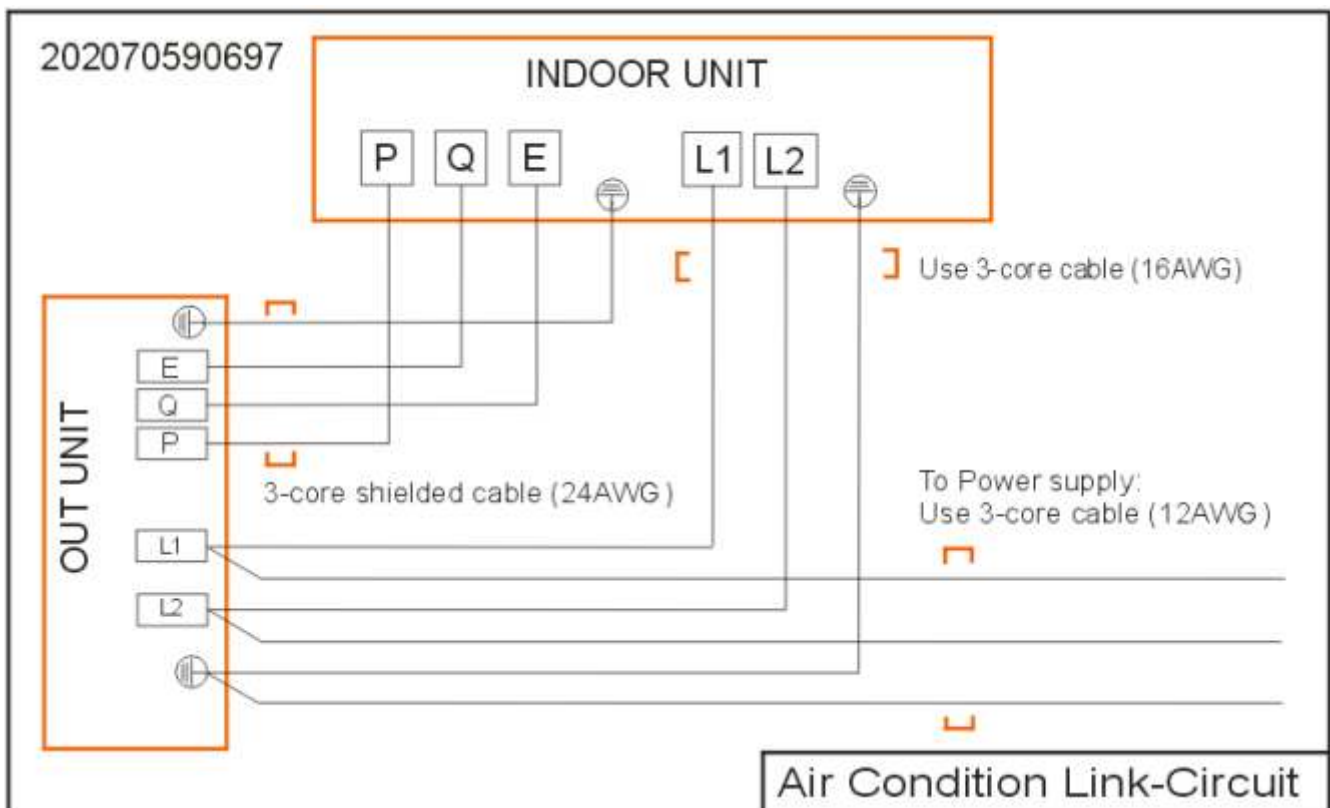 202070590697
INDOOR UNIT
P Q E L1 L2
Use 3-core cable (16AWG)
OUT UNIT
E
Q
P
3-core shielded cable (24AWG)
To Power supply:
Use 3-core cable (12AWG)
L1
L2
Air Condition Link-Circuit